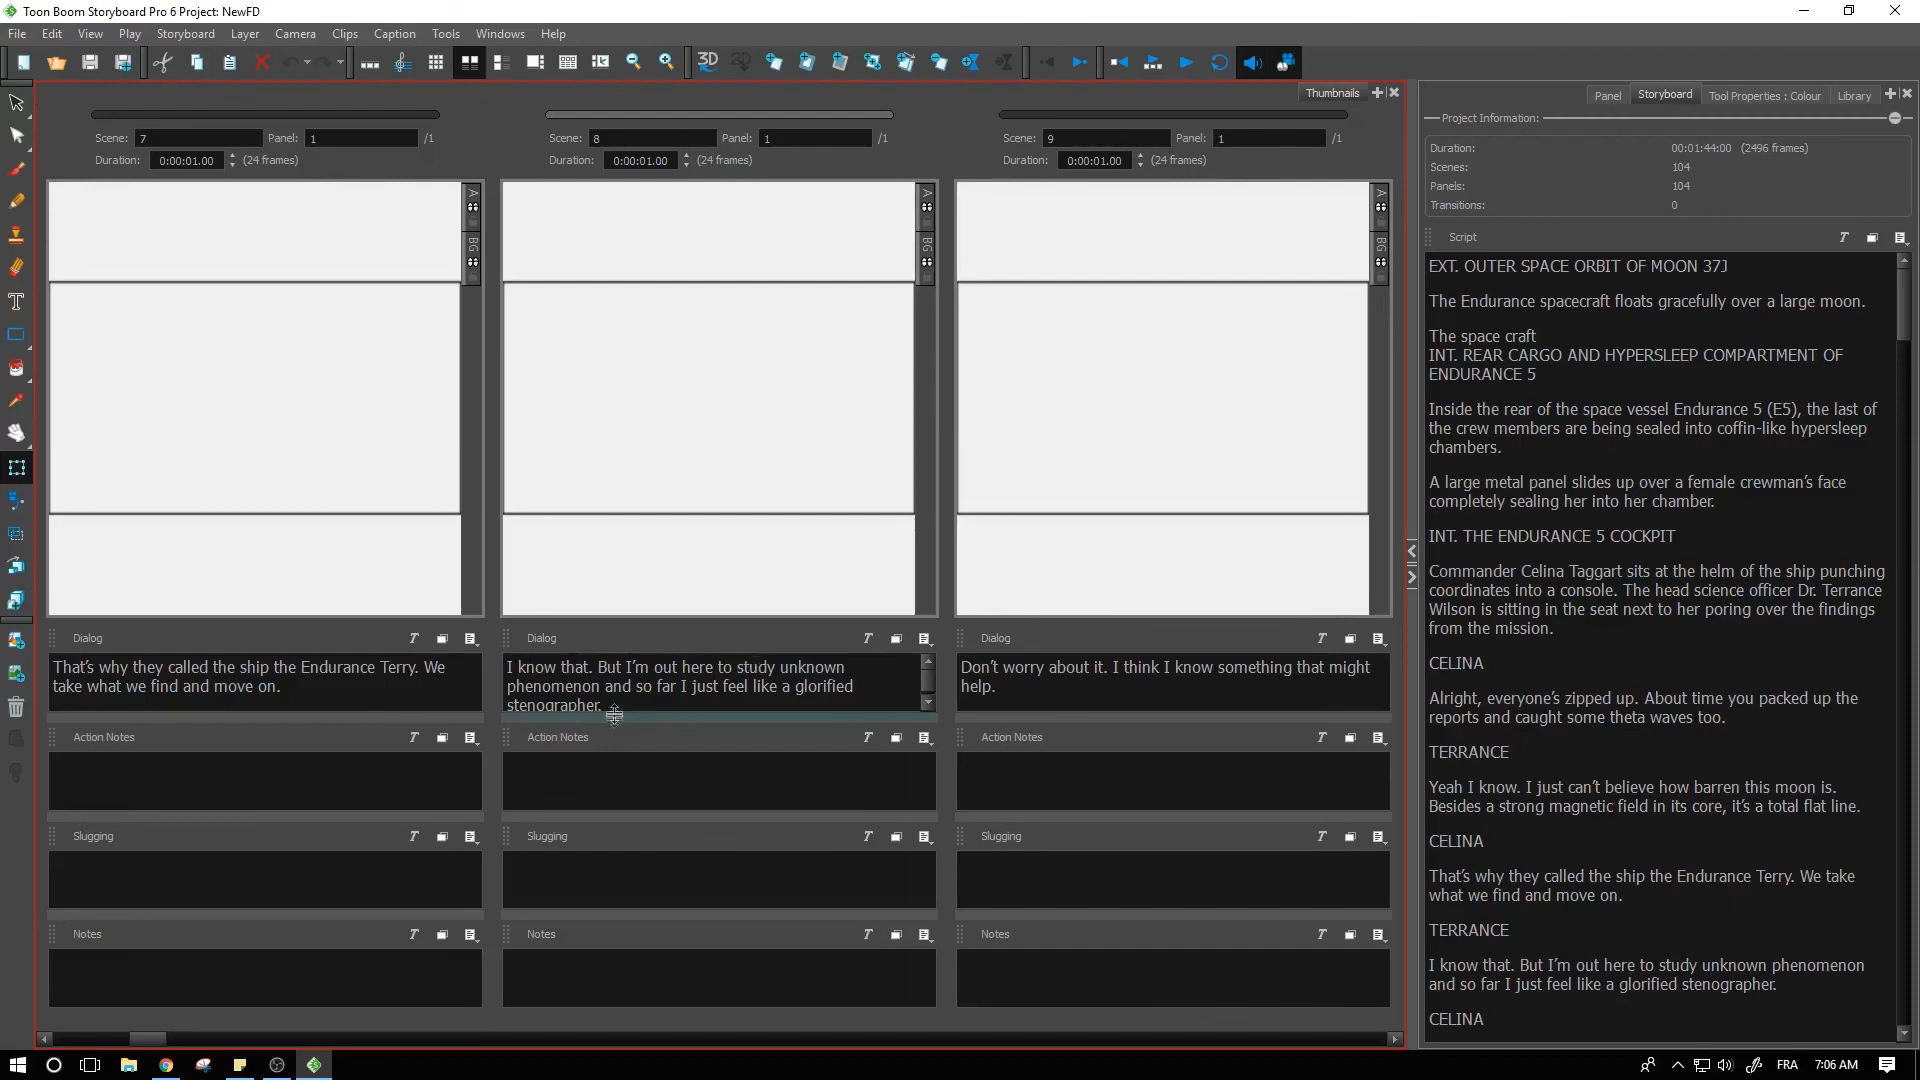 Toon Boom Storyboard Pro 6 Project: NewFD
File Edit View Play Storyboard Layer Camera Clips Caption Tools Windows Help
3D
Thumbnails
Panel Storyboard Tool Properties : Colour Library
Project Information:
Duration: 00:01:44:00 (2496 frames)
Scenes: 104
Panels: 104
Transitions: 0
Scene: 7 Panel: 1 /1
Duration: 0:00:01.00 (24 frames)
A
BG
Dialog
That's why they called the ship the Endurance Terry. We
take what we find and move on.
Action Notes
Slugging
Notes
Scene: 8 Panel: 1 /1
Duration: 0:00:01.00 (24 frames)
A
BG
Dialog
I know that. But I'm out here to study unknown
phenomenon and so far I just feel like a glorified
stenographer.
Action Notes
Slugging
Notes
Scene: 9 Panel: 1 /1
Duration: 0:00:01.00 (24 frames)
A
BG
Dialog
Don't worry about it. I think I know something that might
help.
Action Notes
Slugging
Notes
Script
EXT. OUTER SPACE ORBIT OF MOON 37J
The Endurance spacecraft floats gracefully over a large moon.
The space craft
INT. REAR CARGO AND HYPERSLEEP COMPARTMENT OF
ENDURANCE 5
Inside the rear of the space vessel Endurance 5 (E5), the last of
the crew members are being sealed into coffin-like hypersleep
chambers.
A large metal panel slides up over a female crewman's face
completely sealing her into her chamber.
INT. THE ENDURANCE 5 COCKPIT
Commander Celina Taggart sits at the helm of the ship punching
coordinates into a console. The head science officer Dr. Terrance
Wilson is sitting in the seat next to her poring over the findings
from the mission.
CELINA
Alright, everyone's zipped up. About time you packed up the
reports and caught some theta waves too.
TERRANCE
Yeah I know. I just can't believe how barren this moon is.
Besides a strong magnetic field in its core, it's a total flat line.
CELINA
That's why they called the ship the Endurance Terry. We take
what we find and move on.
TERRANCE
I know that. But I'm out here to study unknown phenomenon
and so far I just feel like a glorified stenographer.
CELINA
FRA 7:06 AM